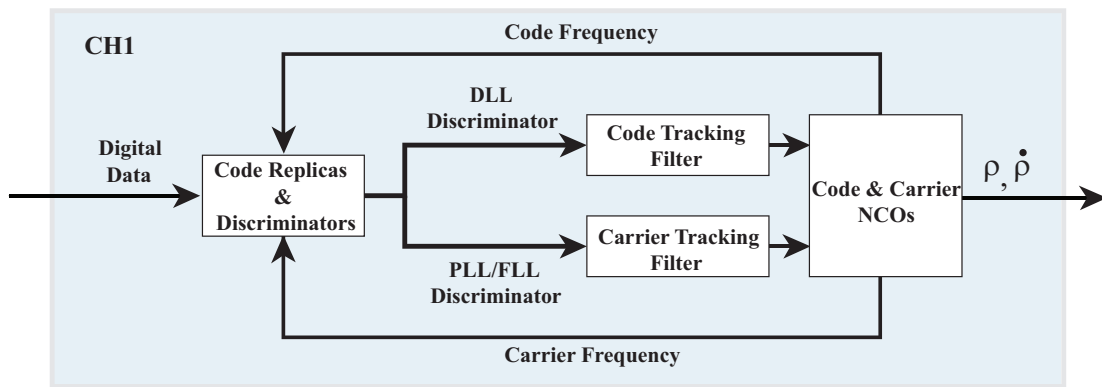 Code Frequency
CH1
DLL
Discriminator
Digital
Data
Code Replicas
&
Discriminators
Code Tracking
Filter
Code & Carrier
NCOs
ρ, ρ̇
Carrier Tracking
Filter
PLL/FLL
Discriminator
Carrier Frequency